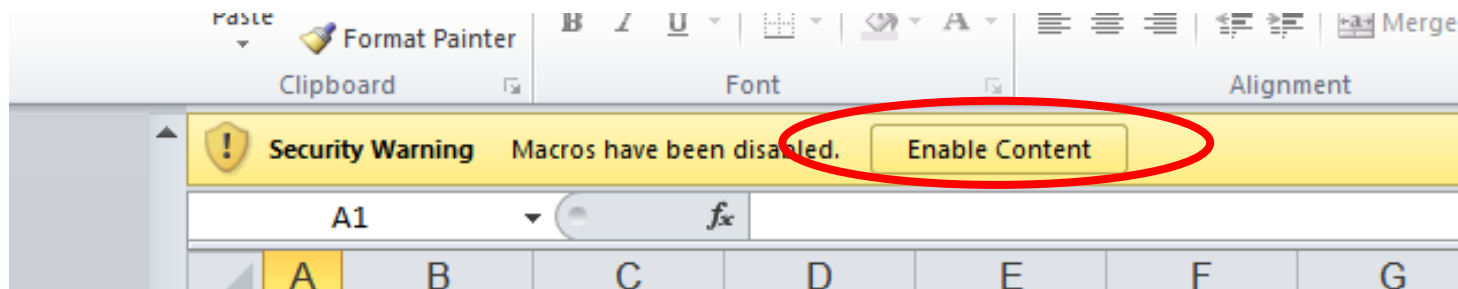 Paste
Format Painter
B I U A Merge
Clipboard Font Alignment
! Security Warning Macros have been disabled. Enable Content
A1 fx
A B C D E F G